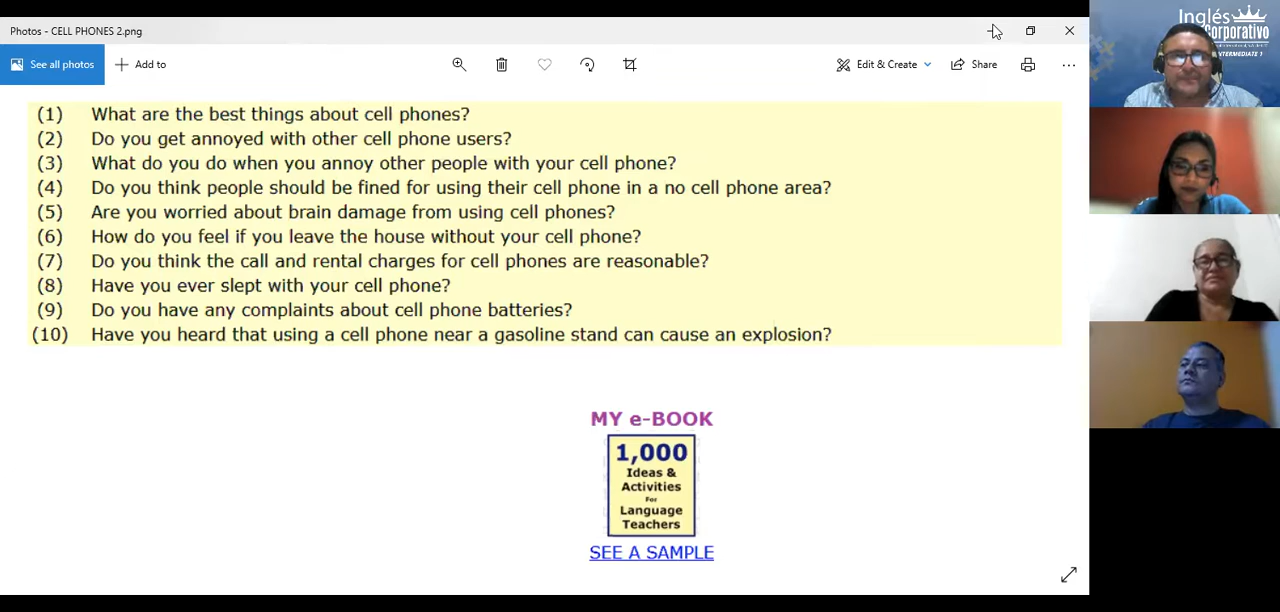 Photos - CELL PHONES 2.png
See all photos
Add to
Edit & Create
Share
(1) What are the best things about cell phones?
(2) Do you get annoyed with other cell phone users?
(3) What do you do when you annoy other people with your cell phone?
(4) Do you think people should be fined for using their cell phone in a no cell phone area?
(5) Are you worried about brain damage from using cell phones?
(6) How do you feel if you leave the house without your cell phone?
(7) Do you think the call and rental charges for cell phones are reasonable?
(8) Have you ever slept with your cell phone?
(9) Do you have any complaints about cell phone batteries?
(10) Have you heard that using a cell phone near a gasoline stand can cause an explosion?
MY e-BOOK
1,000
Ideas &
Activities
For
Language
Teachers
SEE A SAMPLE
Inglés
Corporativo
INTERMEDIATE 1